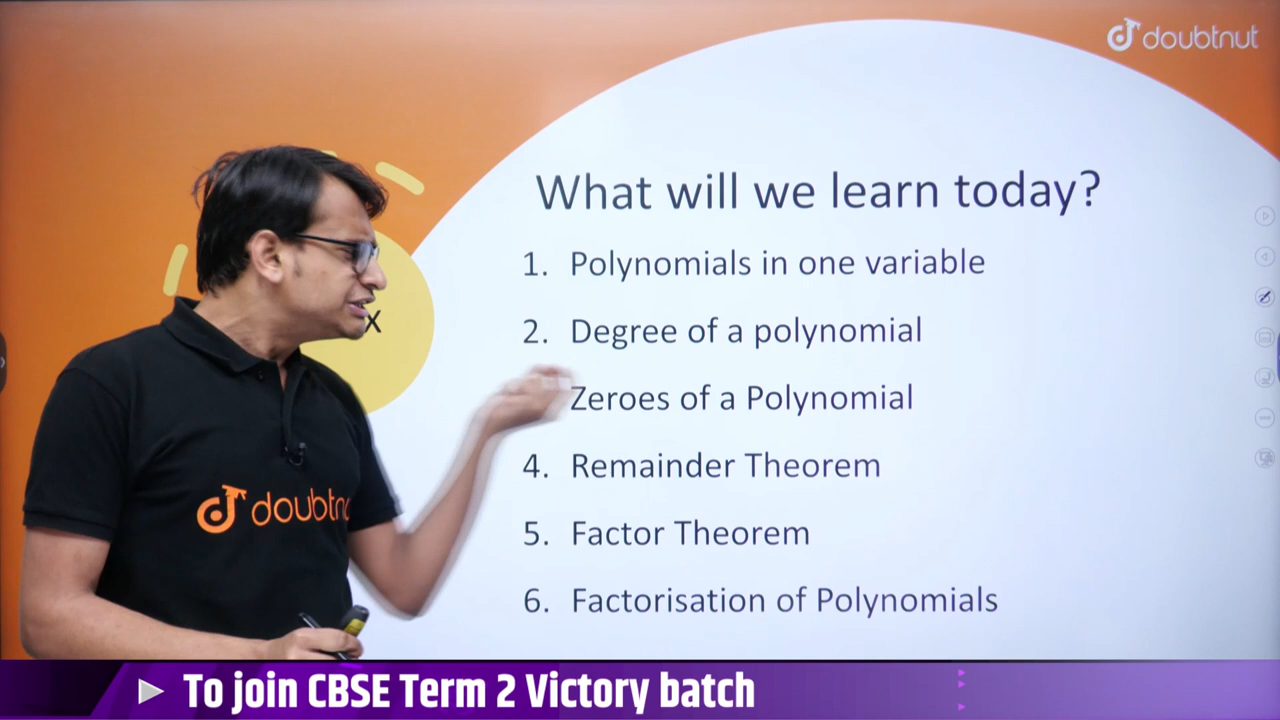 doubtnut
What will we learn today?
1. Polynomials in one variable
2. Degree of a polynomial
Zeroes of a Polynomial
4. Remainder Theorem
5. Factor Theorem
6. Factorisation of Polynomials
x
doubtnu
To join CBSE Term 2 Victory batch